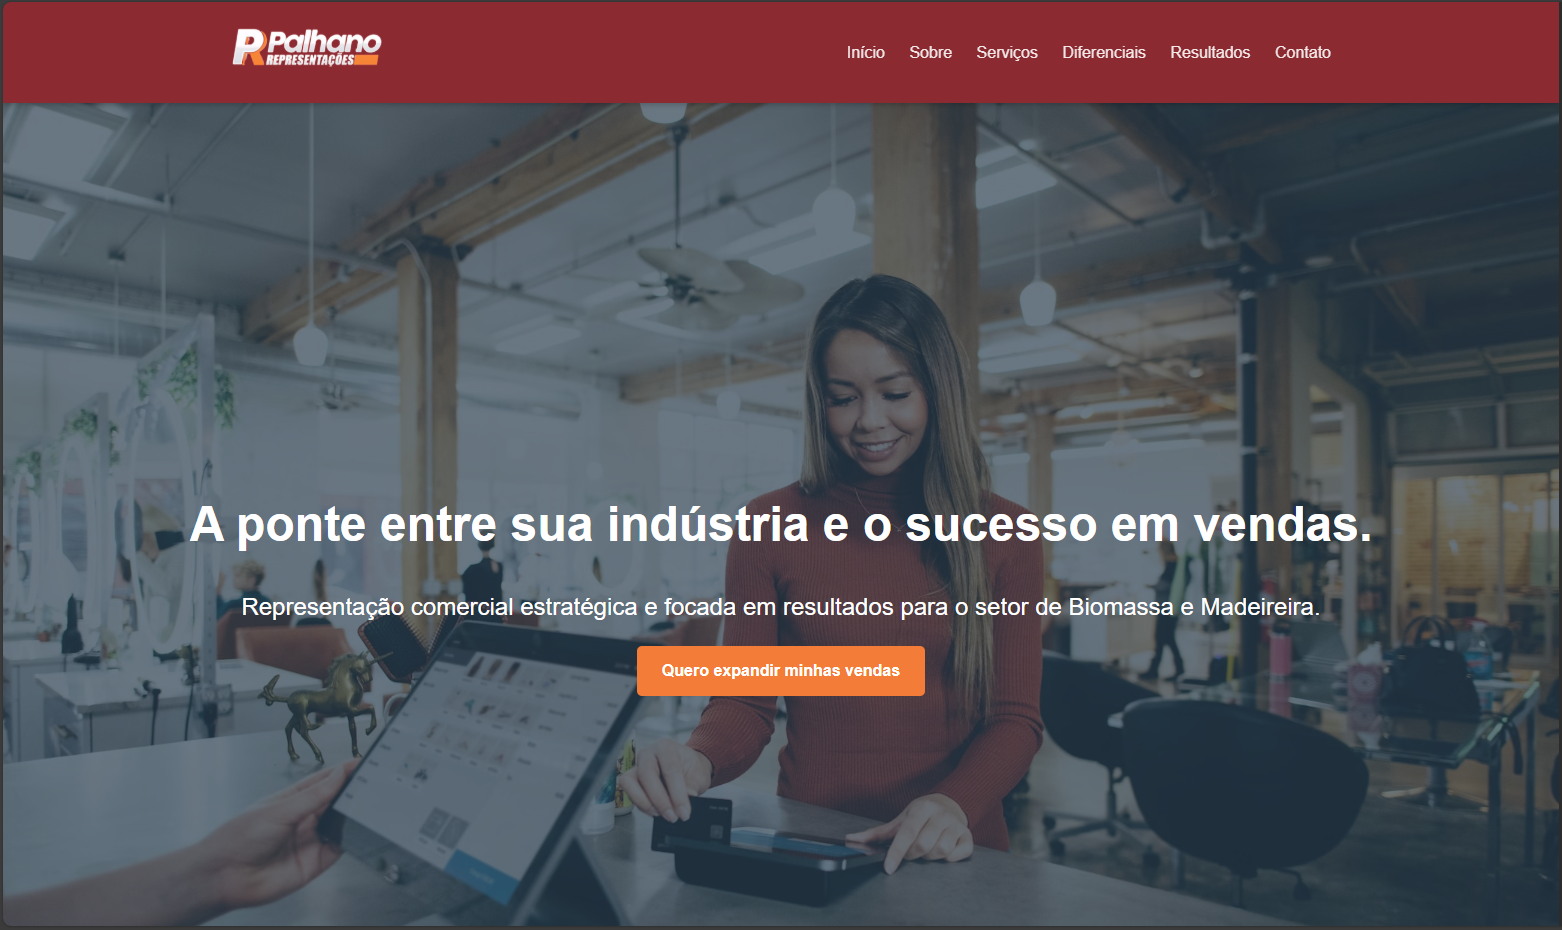 Palhano
REPRESENTAÇÕES
Início Sobre Serviços Diferenciais Resultados Contato
A ponte entre sua indústria e o sucesso em vendas.
Representação comercial estratégica e focada em resultados para o setor de Biomassa e Madeireira.
Quero expandir minhas vendas